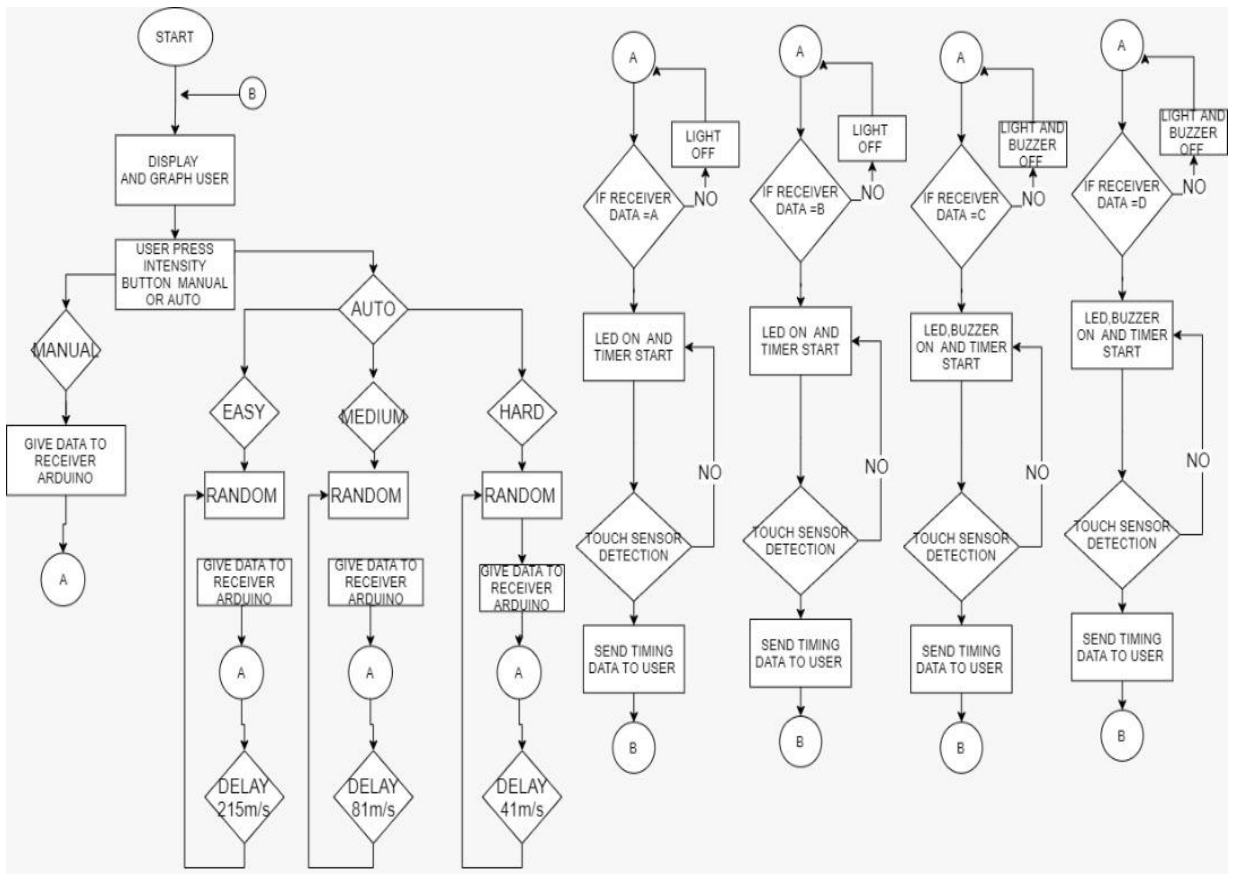 START
B
DISPLAY
AND GRAPH USER
USER PRESS
INTENSITY
BUTTON MANUAL
OR AUTO
MANUAL
GIVE DATA TO
RECEIVER
ARDUINO
A
AUTO
EASY
MEDIUM
HARD
RANDOM
RANDOM
RANDOM
GIVE DATA TO
RECEIVER
ARDUINO
GIVE DATA TO
RECEIVER
ARDUINO
GIVE DATA TO
RECEIVER
ARDUINO
A
A
A
DELAY
215m/s
DELAY
81m/s
DELAY
41m/s
A
LIGHT
OFF
IF RECEIVER
DATA =A
NO
LED ON AND
TIMER START
NO
TOUCH SENSOR
DETECTION
SEND TIMING
DATA TO USER
B
A
LIGHT
OFF
IF RECEIVER
DATA =B
NO
LED ON AND
TIMER START
NO
TOUCH SENSOR
DETECTION
SEND TIMING
DATA TO USER
B
A
LIGHT AND
BUZZER
OFF
IF RECEIVER
DATA =C
NO
LED,BUZZER
ON AND TIMER
START
NO
TOUCH SENSOR
DETECTION
SEND TIMING
DATA TO USER
B
A
LIGHT AND
BUZZER
OFF
IF RECEIVER
DATA =D
NO
LED,BUZZER
ON AND TIMER
START
NO
TOUCH SENSOR
DETECTION
SEND TIMING
DATA TO USER
B